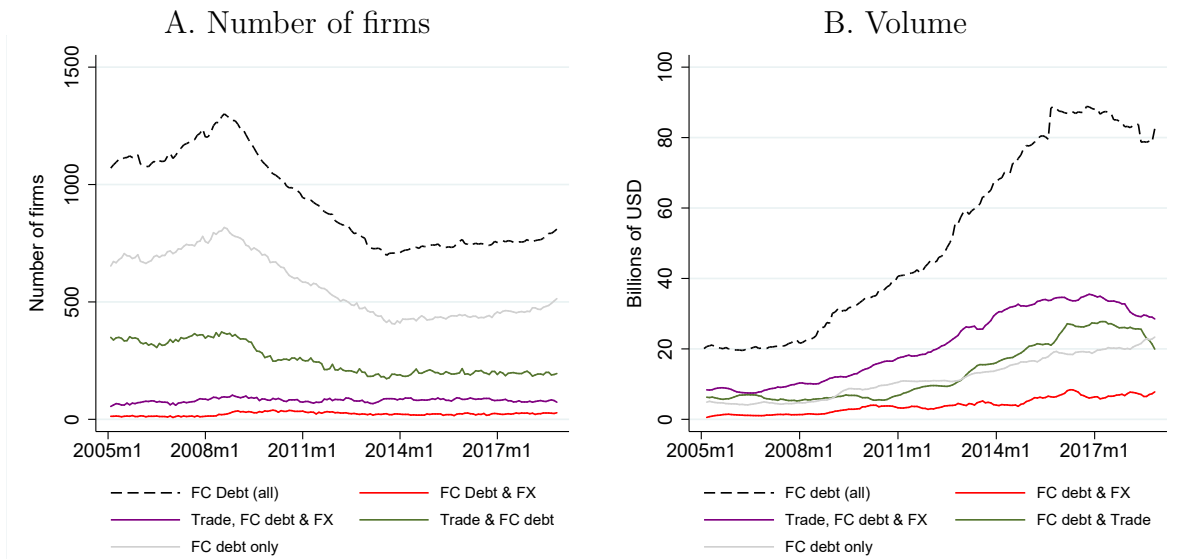 A. Number of firms
Number of firms
1500
1000
500
0
2005m1 2008m1 2011m1 2014m1 2017m1
FC Debt (all) FC Debt & FX
Trade, FC debt & FX Trade & FC debt
FC debt only
B. Volume
Billions of USD
100
80
60
40
20
0
2005m1 2008m1 2011m1 2014m1 2017m1
FC debt (all) FC debt & FX
Trade, FC debt & FX FC debt & Trade
FC debt only